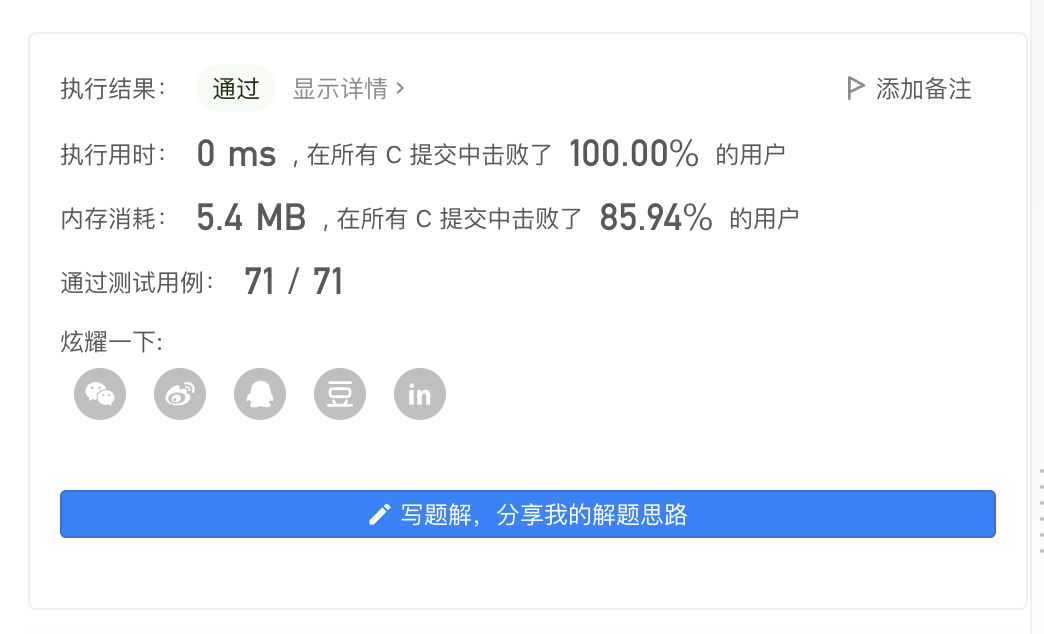 执行结果： 通过 显示详情 > 添加备注
执行用时： 0 ms , 在所有 C 提交中击败了 100.00% 的用户
内存消耗： 5.4 MB , 在所有 C 提交中击败了 85.94% 的用户
通过测试用例： 71 / 71
炫耀一下:
豆 in
写题解，分享我的解题思路